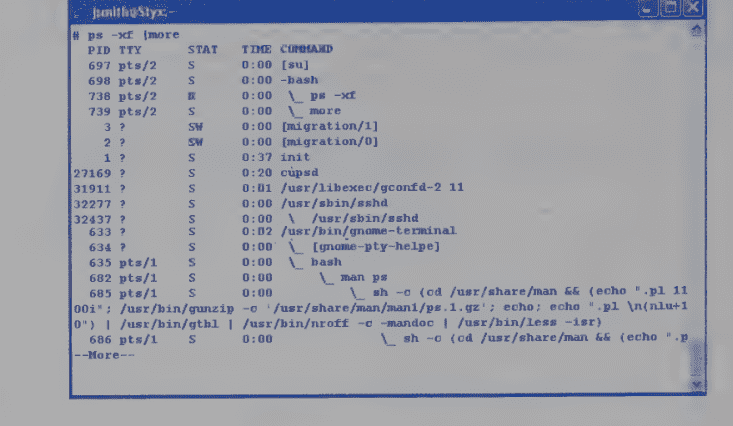 jsmith@Styx:~
# ps -xf |more
PID TTY STAT TIME COMMAND
697 pts/2 S 0:00 [su]
698 pts/2 S 0:00 -bash
738 pts/2 R 0:00 \_ ps -xf
739 pts/2 S 0:00 \_ more
3 ? SW 0:00 [migration/1]
2 ? SW 0:00 [migration/0]
1 ? S 0:37 init
27169 ? S 0:20 cupsd
31911 ? S 0:01 /usr/libexec/gconfd-2 11
32277 ? S 0:00 /usr/sbin/sshd
32437 ? S 0:00 \ /usr/sbin/sshd
633 ? S 0:02 /usr/bin/gnome-terminal
634 ? S 0:00 \_ [gnome-pty-helpe]
635 pts/1 S 0:00 \_ bash
682 pts/1 S 0:00 \_ man ps
685 pts/1 S 0:00 \_ sh -c (cd /usr/share/man && (echo ".pl 11
00i"; /usr/bin/gunzip -c '/usr/share/man/man1/ps.1.gz'; echo; echo ".pl \n(nlu+1
0") | /usr/bin/gtbl | /usr/bin/nroff -c -mandoc | /usr/bin/less -isr)
686 pts/1 S 0:00 \_ sh -c (cd /usr/share/man && (echo ".p
--More--